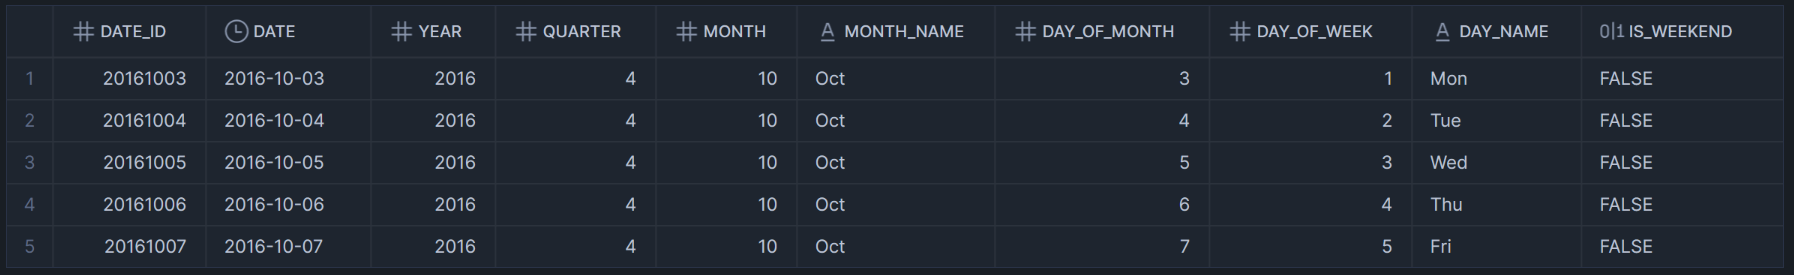 # DATE_ID DATE # YEAR # QUARTER # MONTH A MONTH_NAME # DAY_OF_MONTH # DAY_OF_WEEK A DAY_NAME 0|1 IS_WEEKEND
1 20161003 2016-10-03 2016 4 10 Oct 3 1 Mon FALSE
2 20161004 2016-10-04 2016 4 10 Oct 4 2 Tue FALSE
3 20161005 2016-10-05 2016 4 10 Oct 5 3 Wed FALSE
4 20161006 2016-10-06 2016 4 10 Oct 6 4 Thu FALSE
5 20161007 2016-10-07 2016 4 10 Oct 7 5 Fri FALSE